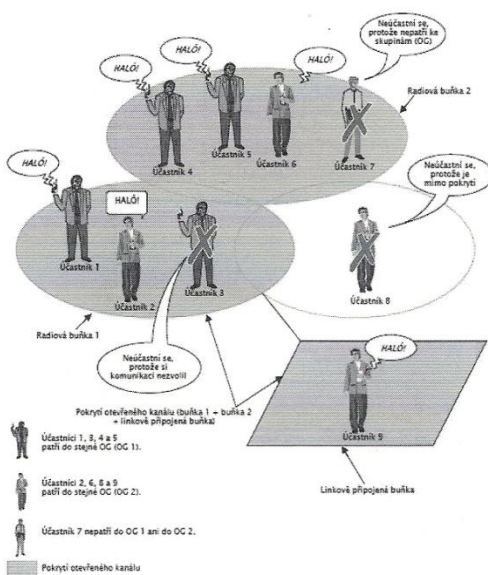 Neúčastní se,
protože nepatří ke
skupinám (OG)
HALÓ!
HALÓ!
HALÓ!
Radiová buňka 2
Účastník 4
Účastník 5
Účastník 6
Účastník 7
HALÓ!
HALÓ!
Neúčastní se,
protože je
mimo pokrytí
Účastník 1
Účastník 2
Účastník 3
Účastník 8
Radiová buňka 1
Neúčastní se,
protože si
komunikaci nezvolil
HALÓ!
Pokrytí otevřeného kanálu (buňka 1 + buňka 2
+ linkově připojená buňka)
Účastník 9
Linkově připojená buňka
Účastníci 1, 3, 4 a 5
patří do stejné OG (OG 1).
Účastníci 2, 6, 8 a 9
patří do stejné OG (OG 2).
Účastník 7 nepatří do OG 1 ani do OG 2.
Pokrytí otevřeného kanálu